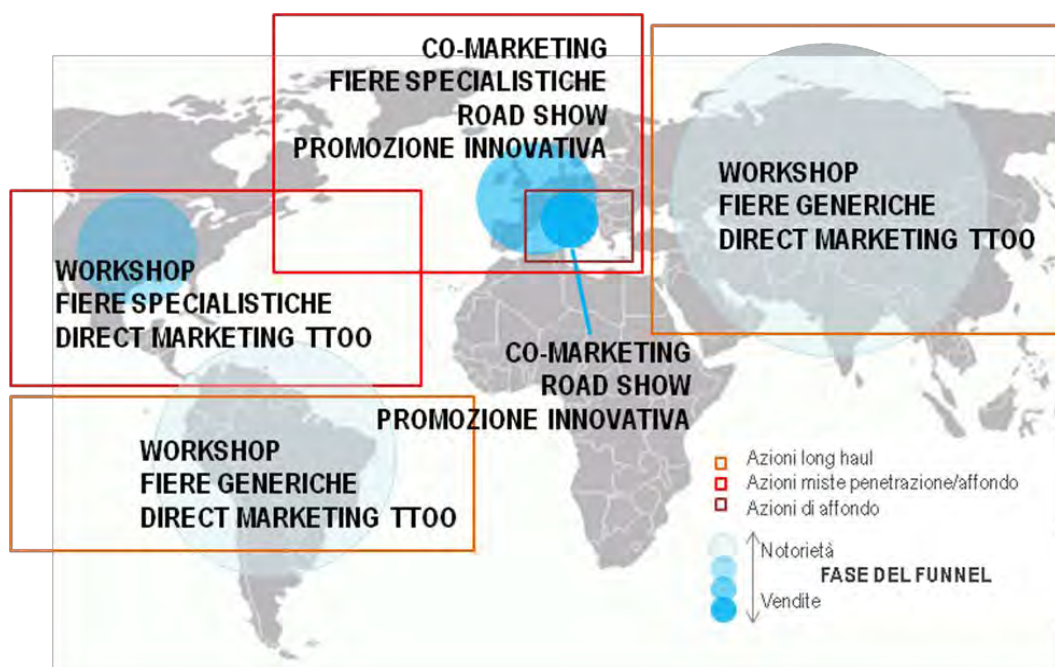 CO-MARKETING
FIERE SPECIALISTICHE
ROAD SHOW
PROMOZIONE INNOVATIVA
WORKSHOP
FIERE GENERICHE
DIRECT MARKETING TTOO
WORKSHOP
FIERE SPECIALISTICHE
DIRECT MARKETING TTOO
CO-MARKETING
ROAD SHOW
PROMOZIONE INNOVATIVA
WORKSHOP
FIERE GENERICHE
DIRECT MARKETING TTOO
Azioni long haul
Azioni miste penetrazione/affondo
Azioni di affondo
Notorietà
FASE DEL FUNNEL
Vendite